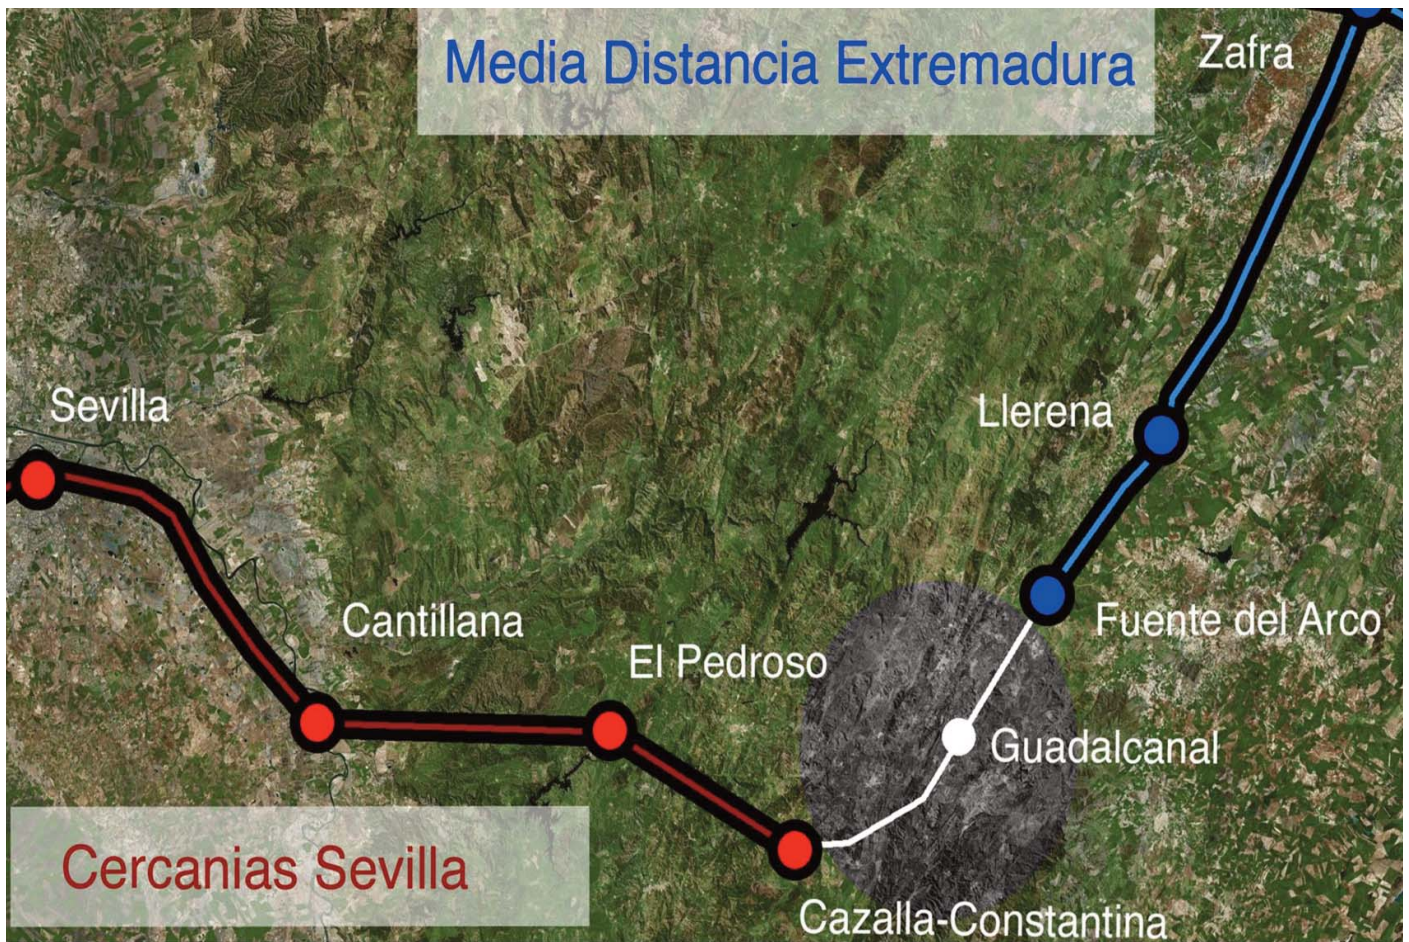 Media Distancia Extremadura
Zafra
Sevilla
Llerena
Cantillana
Fuente del Arco
El Pedroso
Guadalcanal
Cercanias Sevilla
Cazalla-Constantina